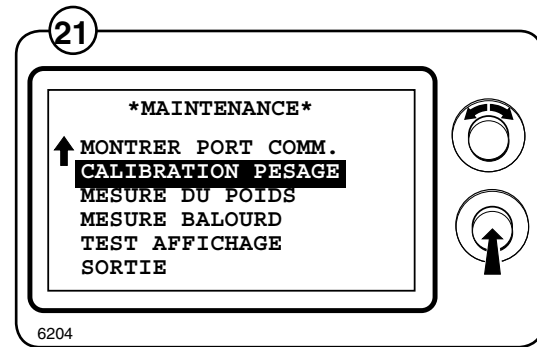 21
*MAINTENANCE*
MONTRER PORT COMM.
CALIBRATION PESAGE
MESURE DU POIDS
MESURE BALOURD
TEST AFFICHAGE
SORTIE
6204